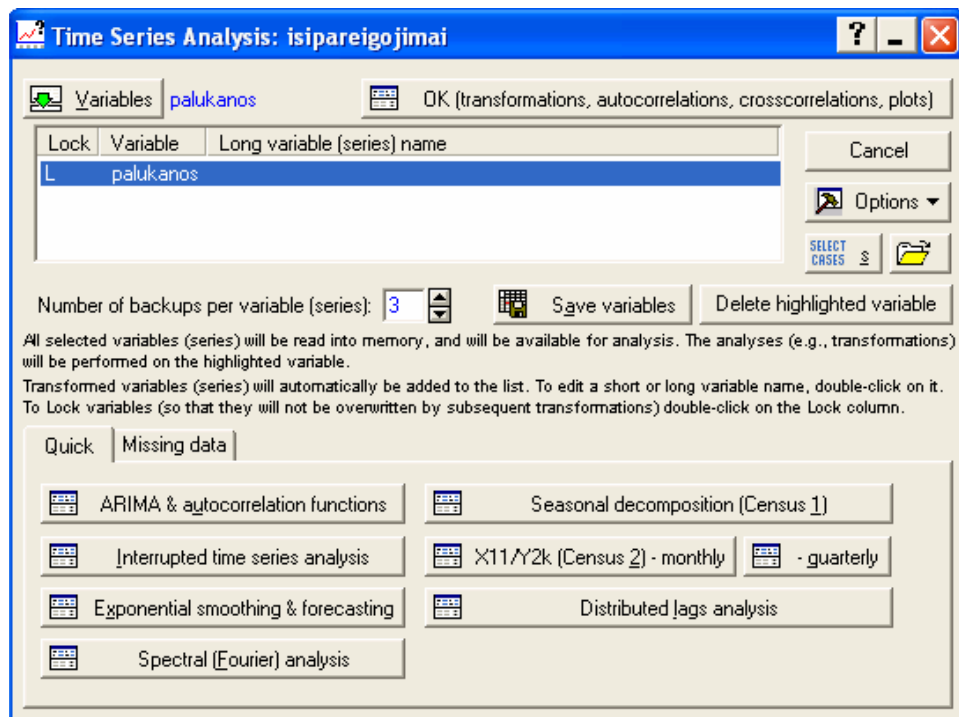 Time Series Analysis: isipareigojimai
Variables palukanos OK (transformations, autocorrelations, crosscorrelations, plots)
Lock Variable Long variable (series) name
L palukanos
Cancel
Options
SELECT CASES S
Number of backups per variable (series): 3 Save variables Delete highlighted variable
All selected variables (series) will be read into memory, and will be available for analysis. The analyses (e.g., transformations)
will be performed on the highlighted variable.
Transformed variables (series) will automatically be added to the list. To edit a short or long variable name, double-click on it.
To Lock variables (so that they will not be overwritten by subsequent transformations) double-click on the Lock column.
Quick Missing data
ARIMA & autocorrelation functions Seasonal decomposition (Census 1)
Interrupted time series analysis X11/Y2k (Census 2) - monthly - quarterly
Exponential smoothing & forecasting Distributed lags analysis
Spectral (Fourier) analysis